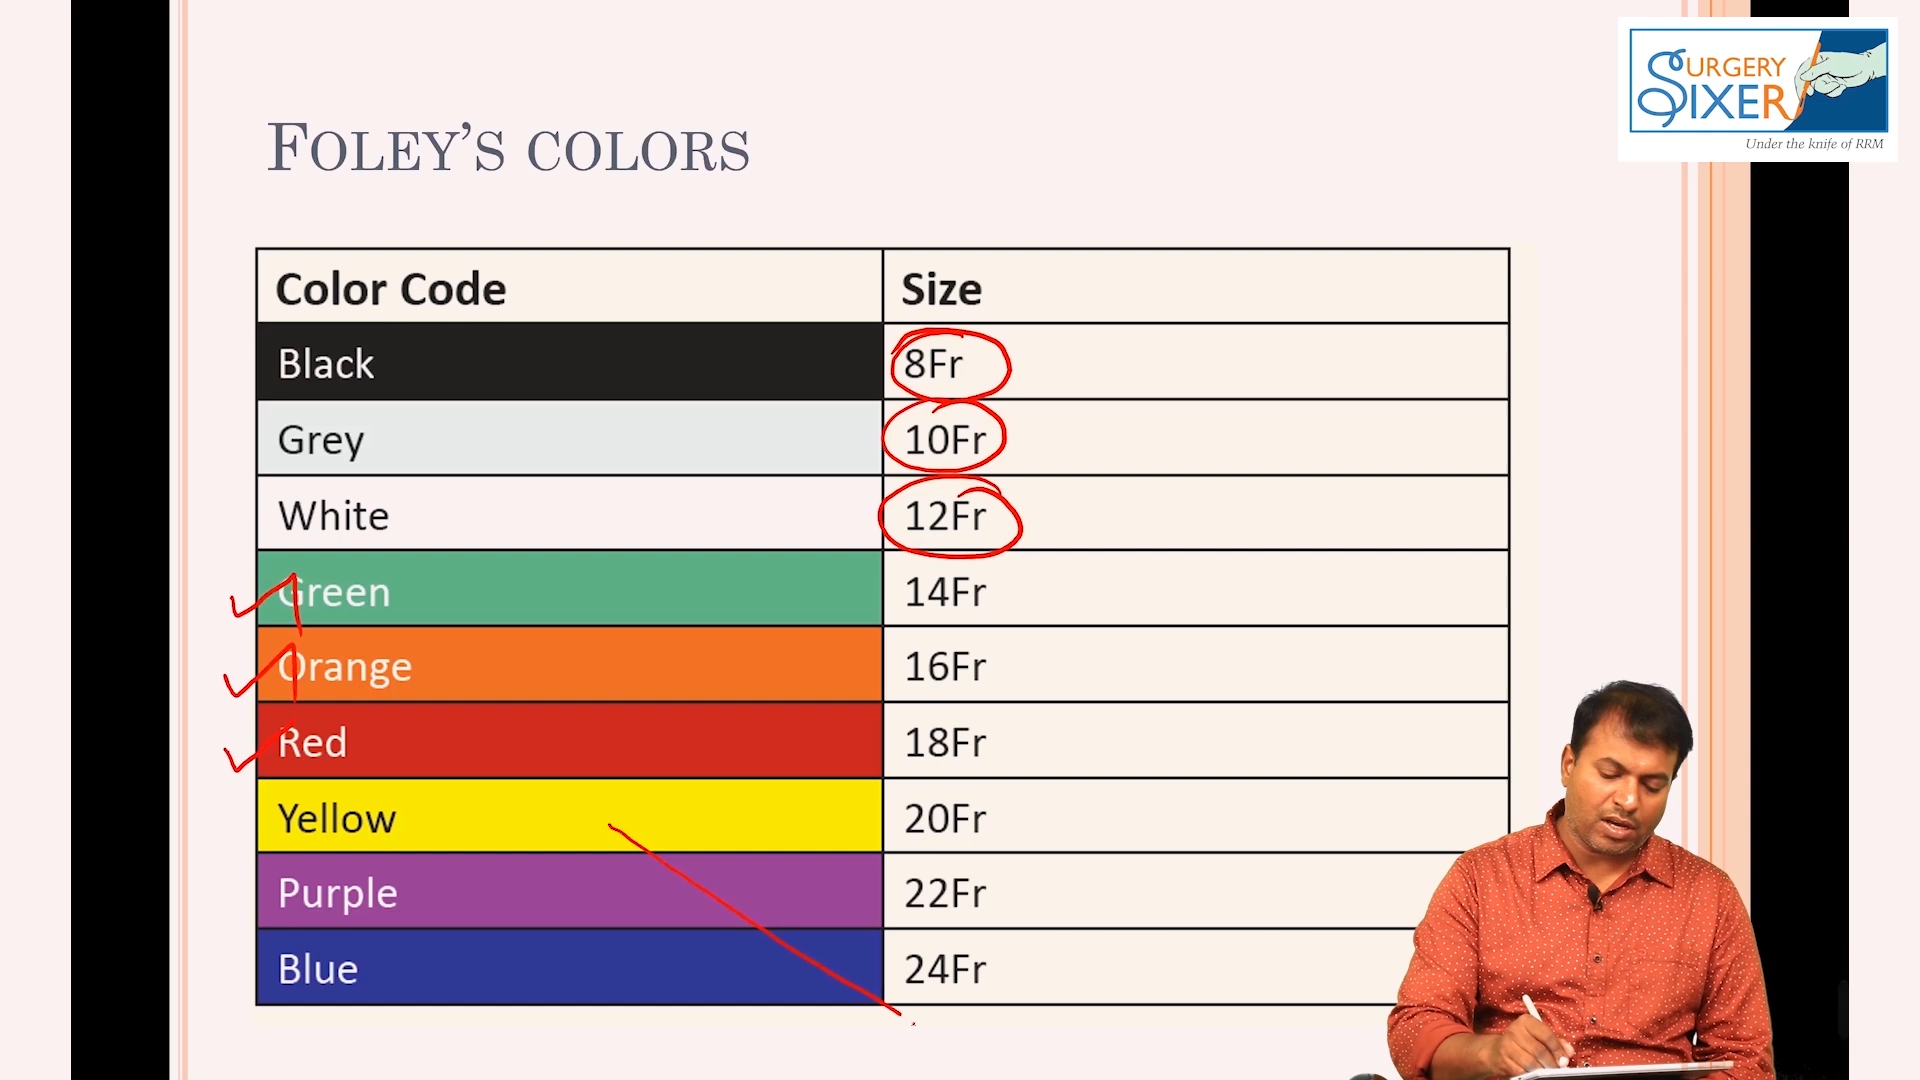 SURGERY
SIXER
Under the knife of RRM
FOLEY'S COLORS
Color Code Size
Black 8Fr
Grey 10Fr
White 12Fr
Green 14Fr
Orange 16Fr
Red 18Fr
Yellow 20Fr
Purple 22Fr
Blue 24Fr